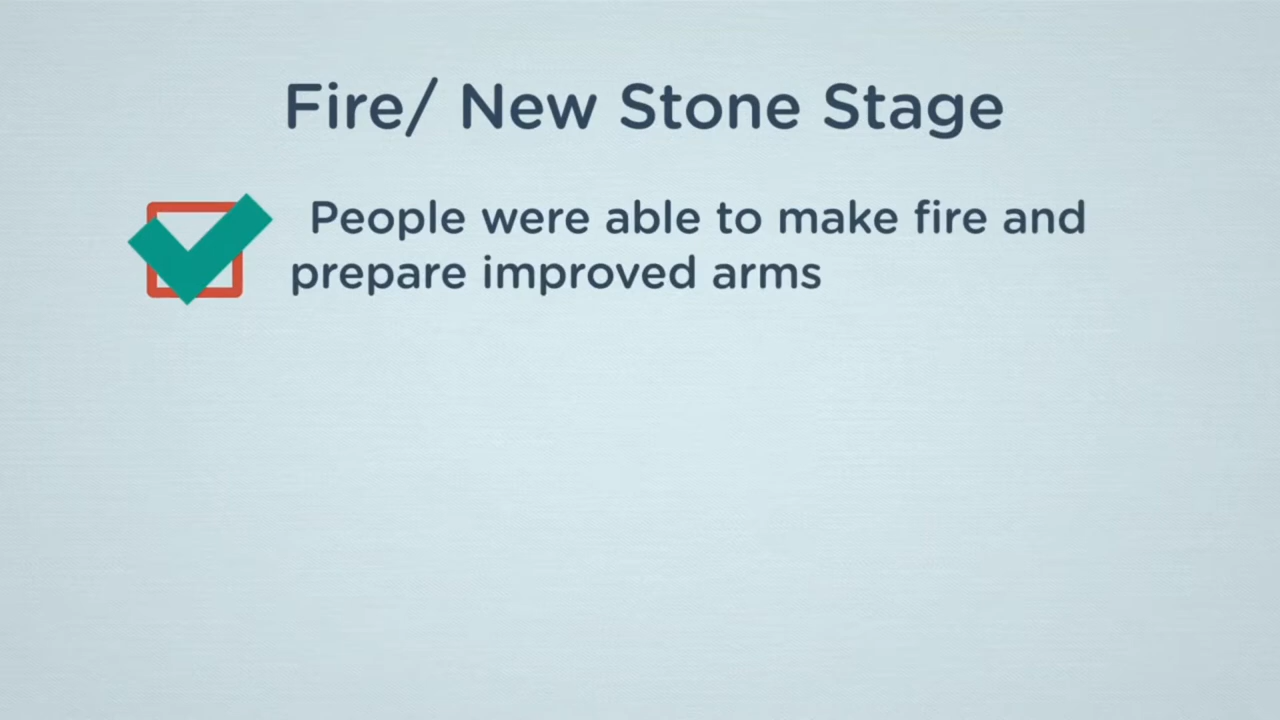 Fire/ New Stone Stage
People were able to make fire and
prepare improved arms